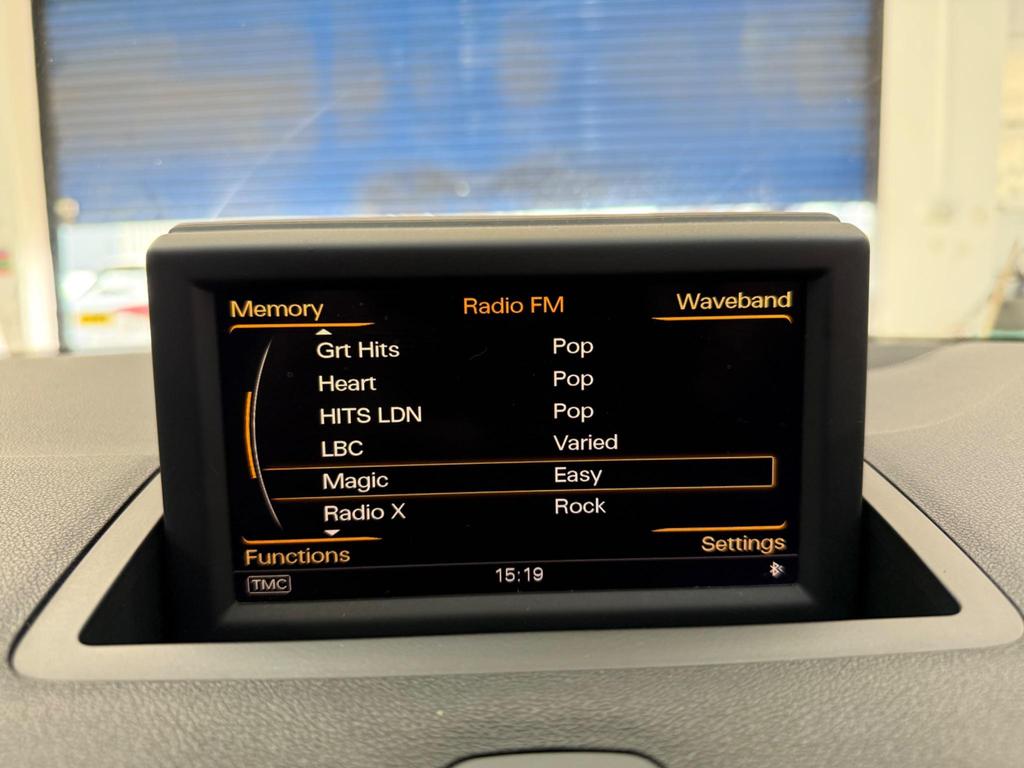 Memory Radio FM Waveband
Grt Hits Pop
Heart Pop
HITS LDN Pop
LBC Varied
Magic Easy
Radio X Rock
Functions Settings
TMC 15:19